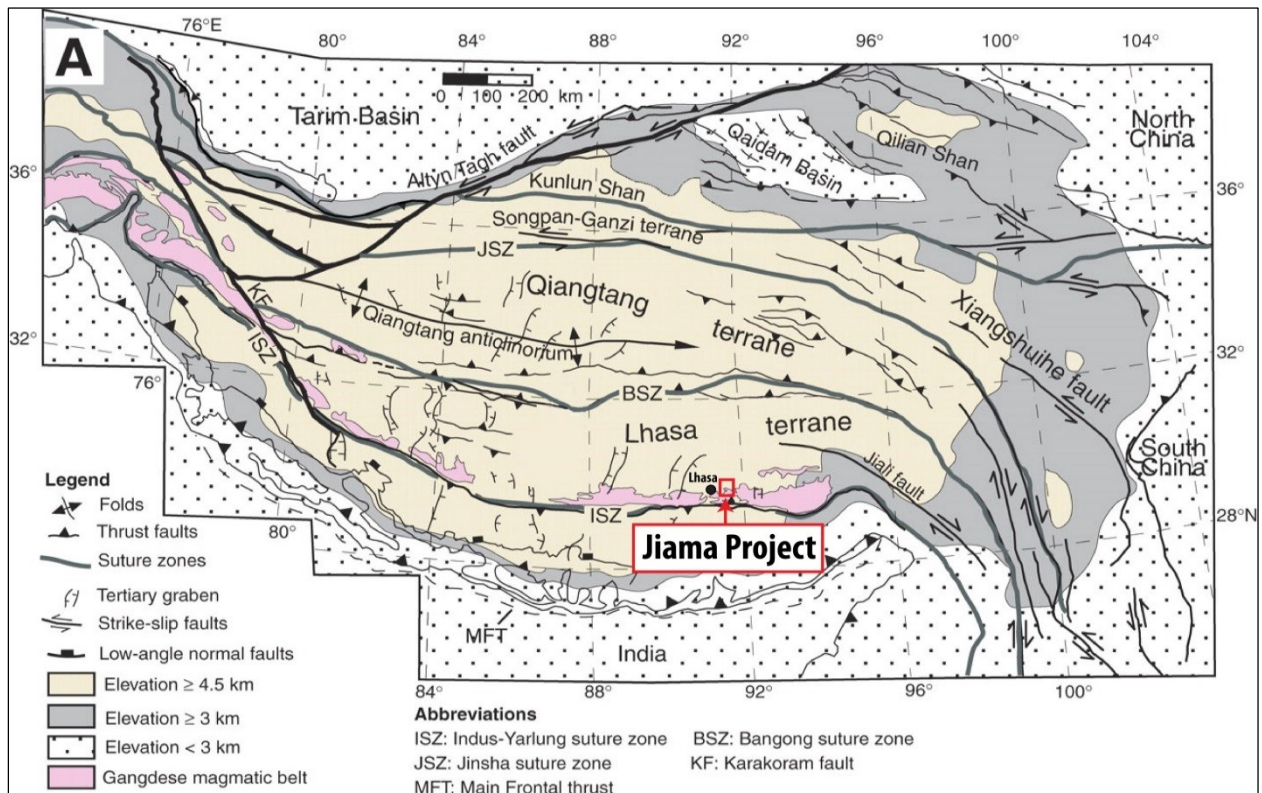 A
76°E
80°
84°
88°
92°
96°
100°
104°
0 100 200 km
Tarim Basin
North
China
Altyn Tagh fault
Qaidam Basin
Qilian Shan
36°
36°
Kunlun Shan
Songpan-Ganzi terrane
JSZ
Qiangtang
terrane
KF
Qiangtang anticlinorium
Xiangshuihe fault
32°
32°
ISZ
76°
BSZ
Lhasa
terrane
South
China
Jiali fault
Lhasa
ISZ
28°N
80°
Jiama Project
MFT
India
84°
88°
92°
96°
100°
Legend
Folds
Thrust faults
Suture zones
Tertiary graben
Strike-slip faults
Low-angle normal faults
Elevation ≥ 4.5 km
Elevation ≥ 3 km
Elevation < 3 km
Gangdese magmatic belt
Abbreviations
ISZ: Indus-Yarlung suture zone BSZ: Bangong suture zone
JSZ: Jinsha suture zone KF: Karakoram fault
MFT: Main Frontal thrust